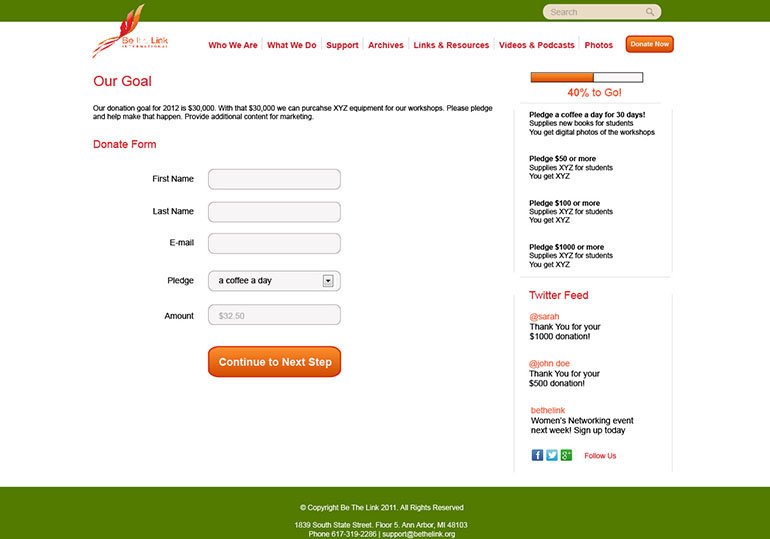 Search
Be The Link
INTERNATIONAL
Who We Are
What We Do
Support
Archives
Links & Resources
Videos & Podcasts
Photos
Donate Now
Our Goal
Our donation goal for 2012 is $30,000. With that $30,000 we can purcahse XYZ equipment for our workshops. Please pledge
and help make that happen. Provide additional content for marketing.
Donate Form
First Name
Last Name
E-mail
Pledge
a coffee a day
Amount
$32.50
Continue to Next Step
40% to Go!
Pledge a coffee a day for 30 days!
Supplies new books for students
You get digital photos of the workshops
Pledge $50 or more
Supplies XYZ for students
You get XYZ
Pledge $100 or more
Supplies XYZ for students
You get XYZ
Pledge $1000 or more
Supplies XYZ for students
You get XYZ
Twitter Feed
@sarah
Thank You for your
$1000 donation!
@john doe
Thank You for your
$500 donation!
bethelink
Women's Networking event
next week! Sign up today
Follow Us
© Copyright Be The Link 2011. All Rights Reserved
1839 South State Street. Floor 5. Ann Arbor, MI 48103
Phone 617-319-2286 | support@bethelink.org